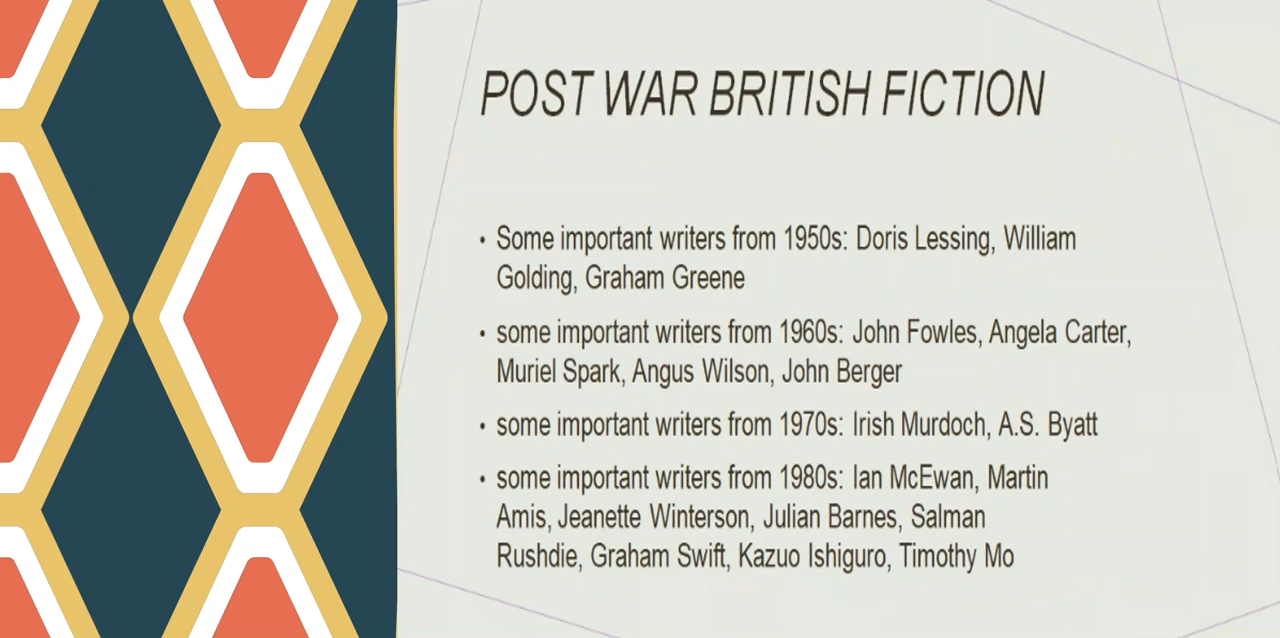 POST WAR BRITISH FICTION
• Some important writers from 1950s: Doris Lessing, William
Golding, Graham Greene
• some important writers from 1960s: John Fowles, Angela Carter,
Muriel Spark, Angus Wilson, John Berger
• some important writers from 1970s: Irish Murdoch, A.S. Byatt
• some important writers from 1980s: Ian McEwan, Martin
Amis, Jeanette Winterson, Julian Barnes, Salman
Rushdie, Graham Swift, Kazuo Ishiguro, Timothy Mo